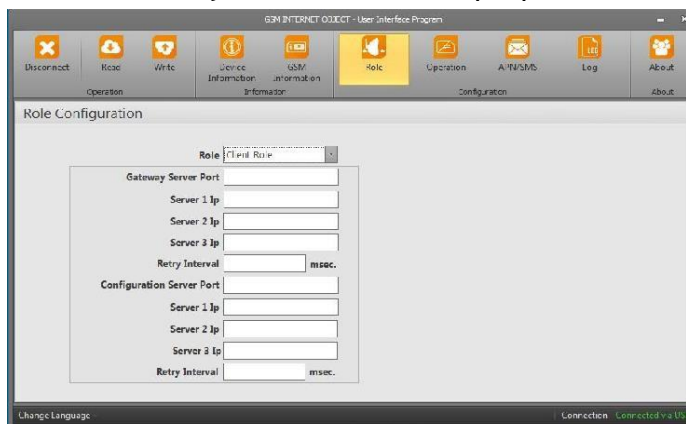 GSM INTERNET OBJECT - User Interface Program
Disconnect Read Write Device Information GSM Information Role Operation APN/SMS Log About
Operation Information Configuration About
Role Configuration
Role Client Role
Gateway Server Port
Server 1 Ip
Server 2 Ip
Server 3 Ip
Retry Interval msec.
Configuration Server Port
Server 1 Ip
Server 2 Ip
Server 3 Ip
Retry Interval msec.
Change Language Connection Connected via US